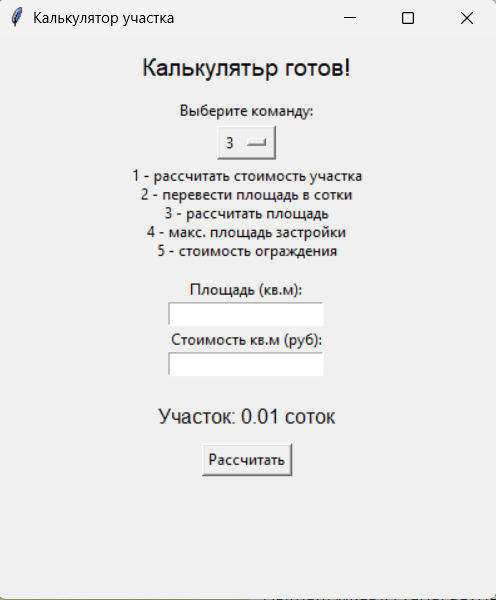 Калькулятор участка
Калькулятьр готов!
Выберите команду:
3
1 - рассчитать стоимость участка
2 - перевести площадь в сотки
3 - рассчитать площадь
4 - макс. площадь застройки
5 - стоимость ограждения
Площадь (кв.м):
Стоимость кв.м (руб):
Участок: 0.01 соток
Рассчитать